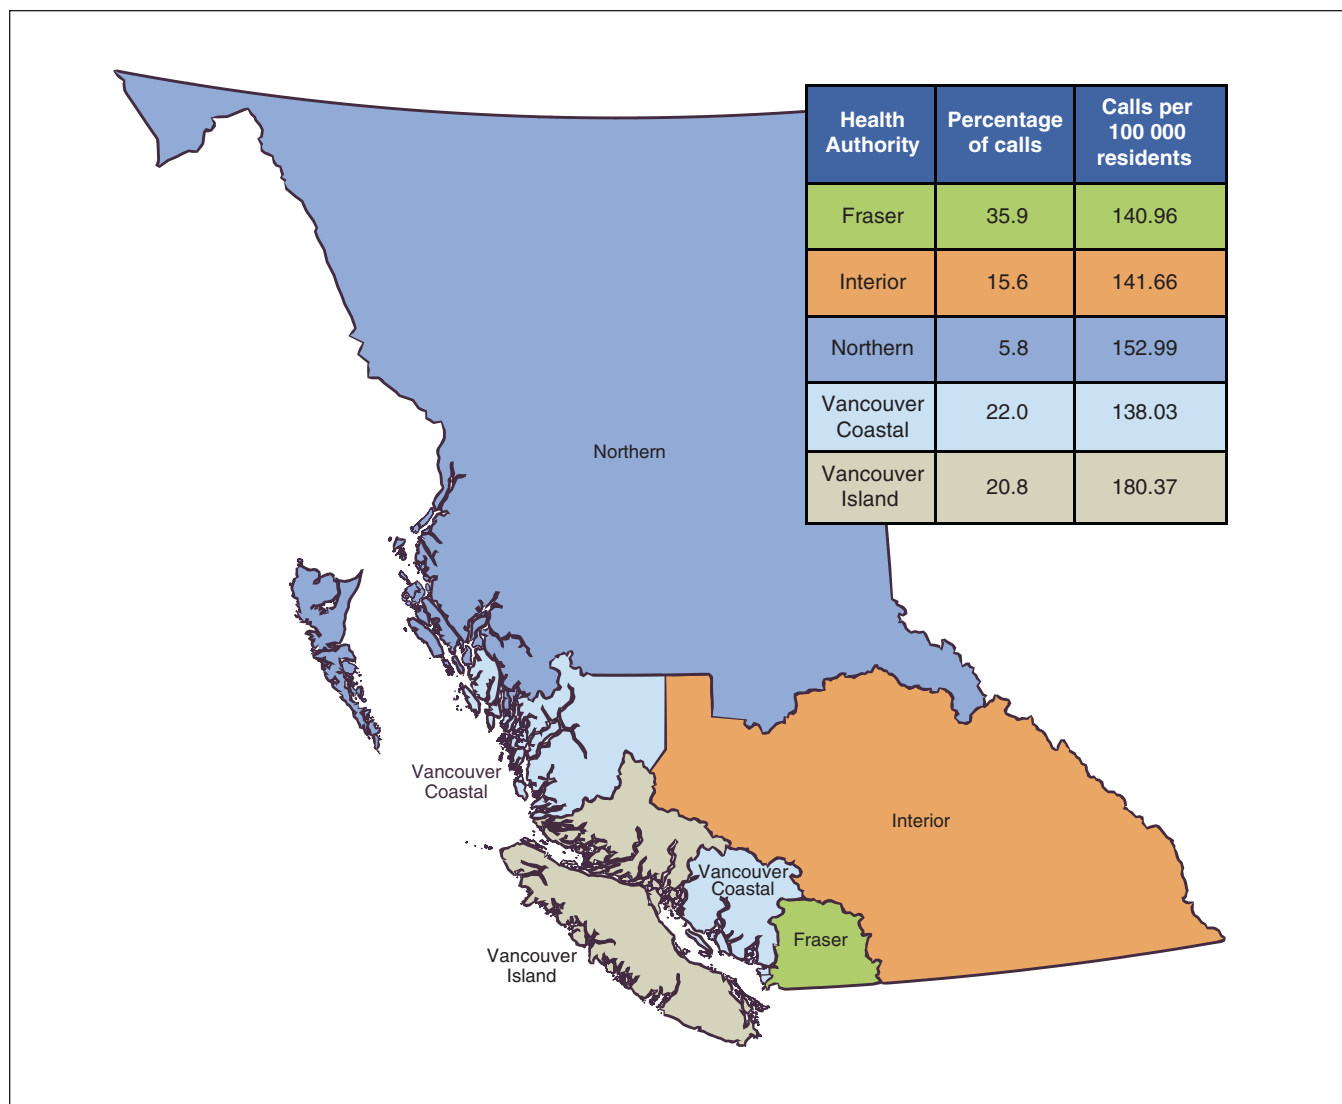 Health Authority
Percentage of calls
Calls per 100 000 residents
Fraser 35.9 140.96
Interior 15.6 141.66
Northern 5.8 152.99
Vancouver Coastal 22.0 138.03
Vancouver Island 20.8 180.37
Northern
Vancouver
Coastal
Interior
Vancouver
Coastal
Fraser
Vancouver
Island